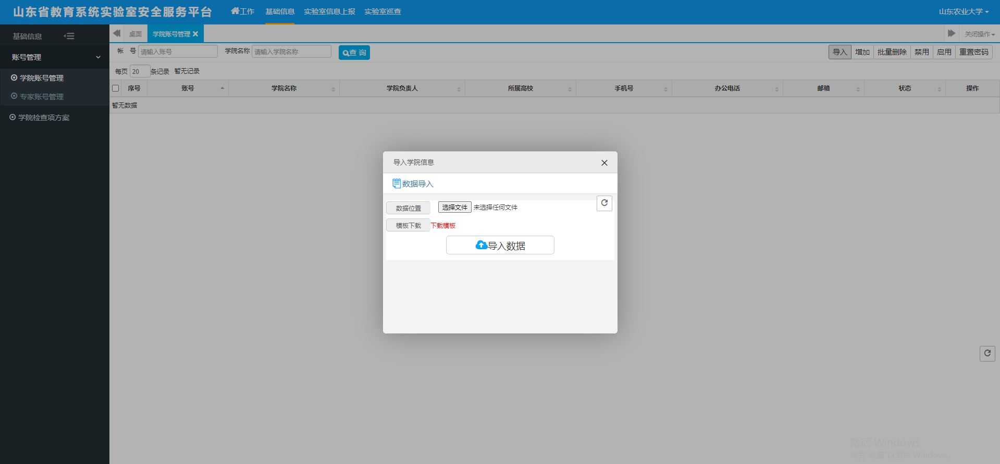 山东省教育系统实验室安全服务平台 工作 基础信息 实验室信息上报 实验室巡查 山东农业大学
基础信息 桌面 学院账号管理 关闭操作
账号管理
学院账号管理
专家账号管理
学院检查项方案
帐 号 请输入账号 学院名称 请输入学院名称 查 询 导入 增加 批量删除 禁用 启用 重置密码
每页 20 条记录 暂无记录
序号 账号 学院名称 学院负责人 所属高校 手机号 办公电话 邮箱 状态 操作
暂无数据
导入学院信息
数据导入
数据位置 选择文件 未选择任何文件
模板下载 下载模板
导入数据
激活 Windows
转到"设置"以激活 Windows。